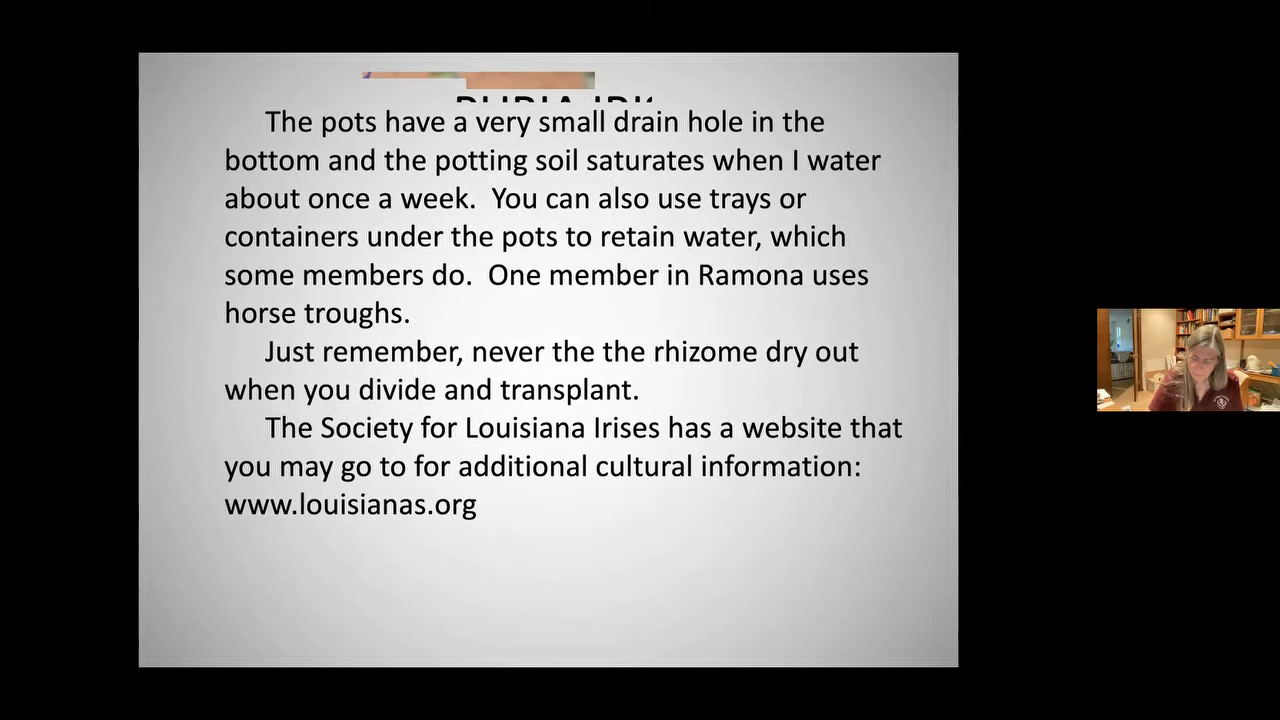 The pots have a very small drain hole in the
bottom and the potting soil saturates when I water
about once a week.  You can also use trays or
containers under the pots to retain water, which
some members do.  One member in Ramona uses
horse troughs.
Just remember, never the the rhizome dry out
when you divide and transplant.
The Society for Louisiana Irises has a website that
you may go to for additional cultural information:
www.louisianas.org